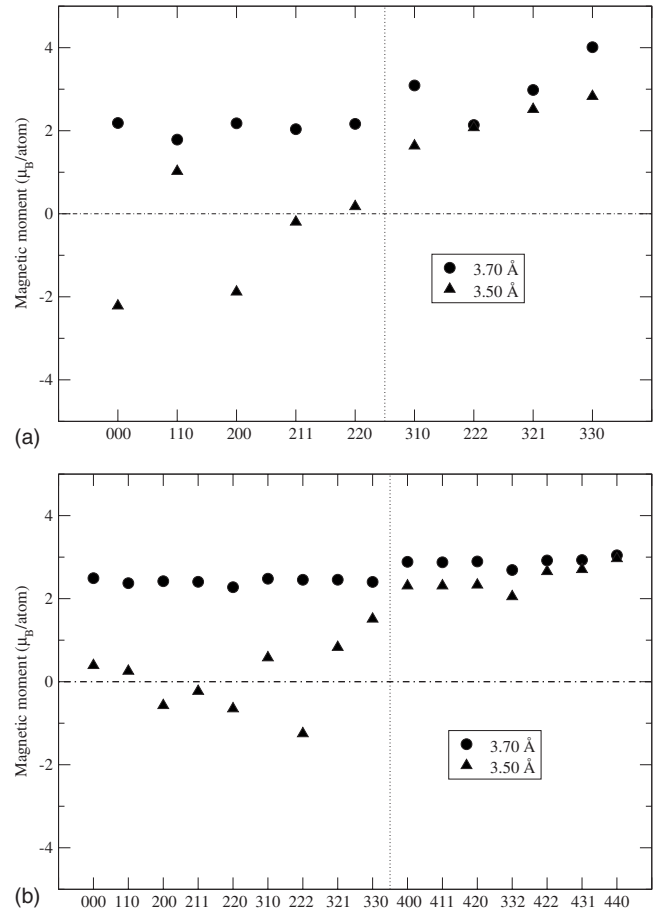 4
2
0
-2
-4
Magnetic moment (μB/atom)
3.70 Å
3.50 Å
000 110 200 211 220 310 222 321 330
(a)
4
2
0
-2
-4
Magnetic moment (μB/atom)
3.70 Å
3.50 Å
000 110 200 211 220 310 222 321 330 400 411 420 332 422 431 440
(b)